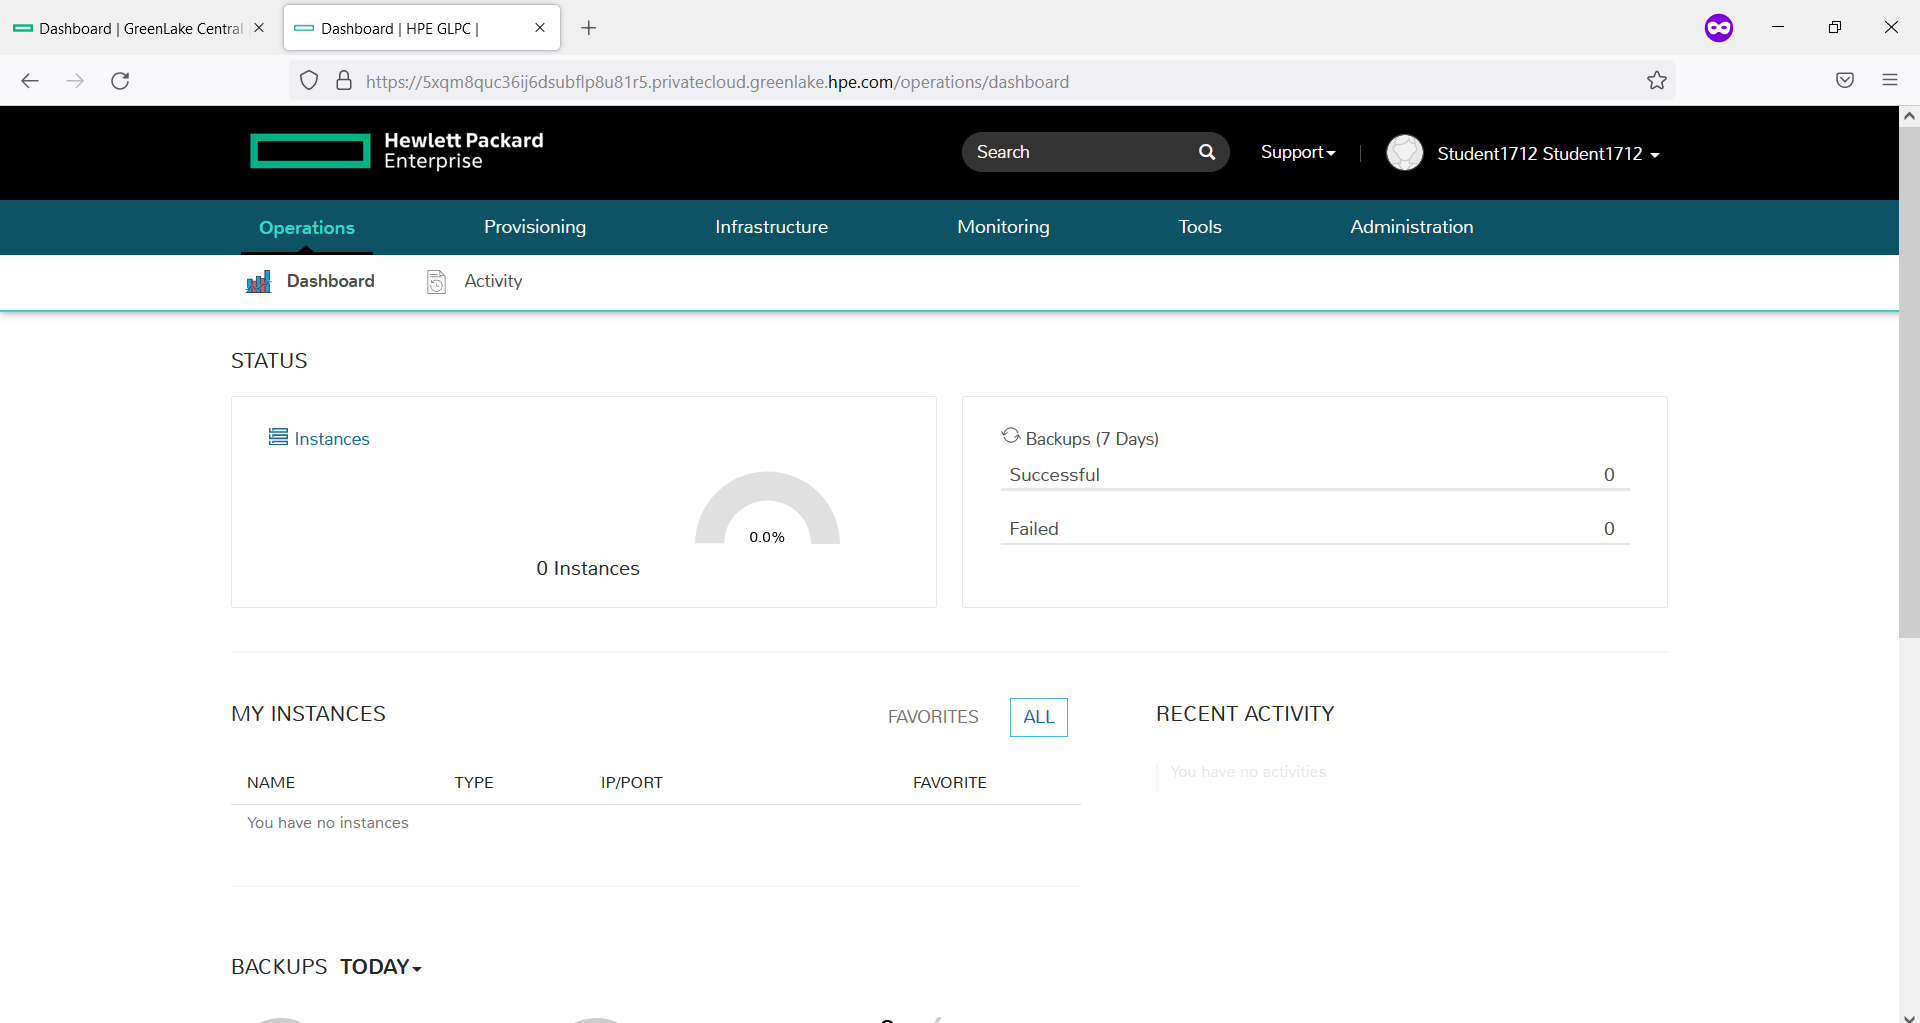 Dashboard | GreenLake Central
Dashboard | HPE GLPC |
https://5xqm8quc36ij6dsubflp8u81r5.privatecloud.greenlake.hpe.com/operations/dashboard
Hewlett Packard
Enterprise
Search
Support
Student1712 Student1712
Operations
Provisioning
Infrastructure
Monitoring
Tools
Administration
Dashboard
Activity
STATUS
Instances
0.0%
0 Instances
Backups (7 Days)
Successful 0
Failed 0
MY INSTANCES
FAVORITES
ALL
NAME TYPE IP/PORT FAVORITE
You have no instances
RECENT ACTIVITY
You have no activities
BACKUPS TODAY